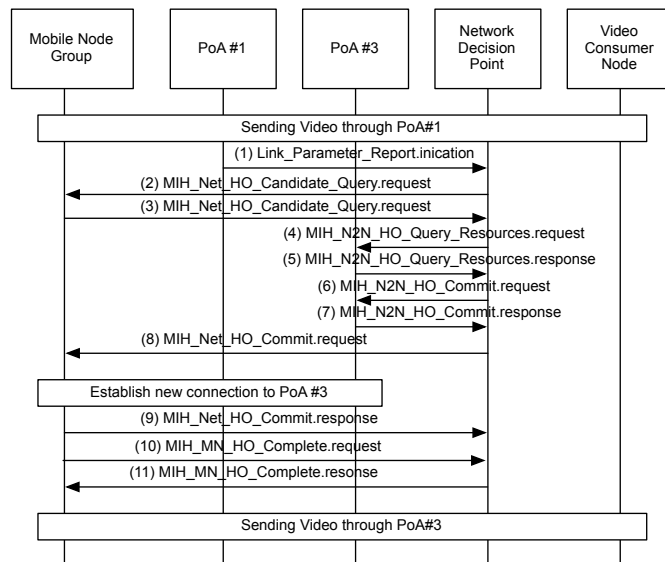 Mobile Node
Group
PoA #1
PoA #3
Network
Decision
Point
Video
Consumer
Node
Sending Video through PoA#1
(1) Link_Parameter_Report.inication
(2) MIH_Net_HO_Candidate_Query.request
(3) MIH_Net_HO_Candidate_Query.request
(4) MIH_N2N_HO_Query_Resources.request
(5) MIH_N2N_HO_Query_Resources.response
(6) MIH_N2N_HO_Commit.request
(7) MIH_N2N_HO_Commit.response
(8) MIH_Net_HO_Commit.request
Establish new connection to PoA #3
(9) MIH_Net_HO_Commit.response
(10) MIH_MN_HO_Complete.request
(11) MIH_MN_HO_Complete.resonse
Sending Video through PoA#3